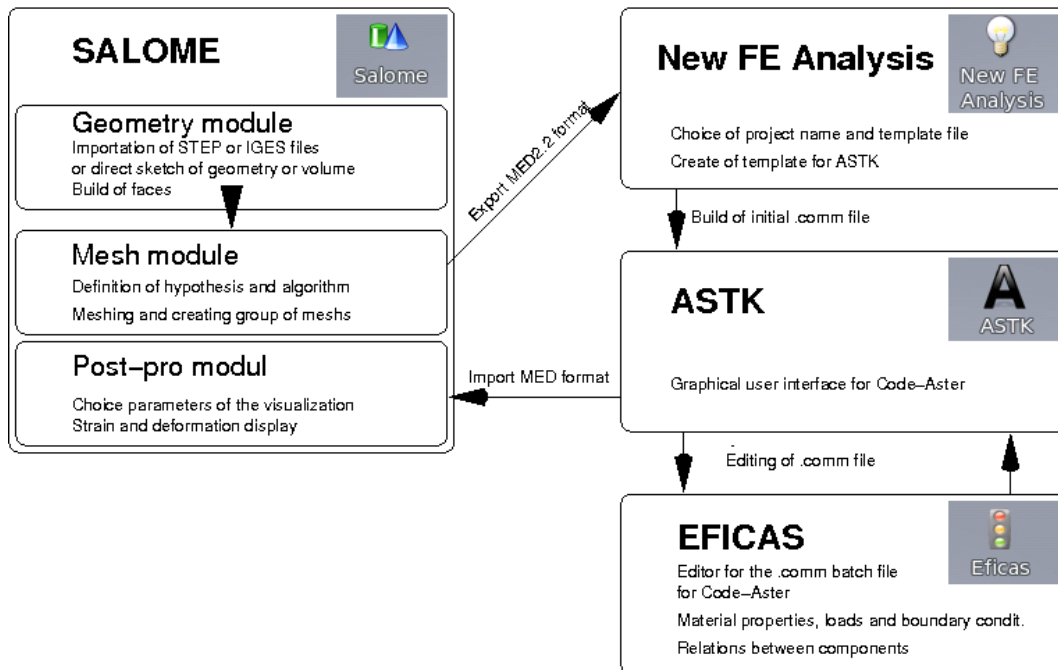 SALOME
Salome
Geometry module
Importation of STEP or IGES files
or direct sketch of geometry or volume
Build of faces
Mesh module
Definition of hypothesis and algorithm
Meshing and creating group of meshs
Post-pro modul
Choice parameters of the visualization
Strain and deformation display
Export MED2.2 format
Import MED format
New FE Analysis
New FE
Analysis
Choice of project name and template file
Create of template for ASTK
Build of initial .comm file
ASTK
ASTK
Graphical user interface for Code-Aster
Editing of .comm file
EFICAS
Eficas
Editor for the .comm batch file
for Code-Aster
Material properties, loads and boundary condit.
Relations between components